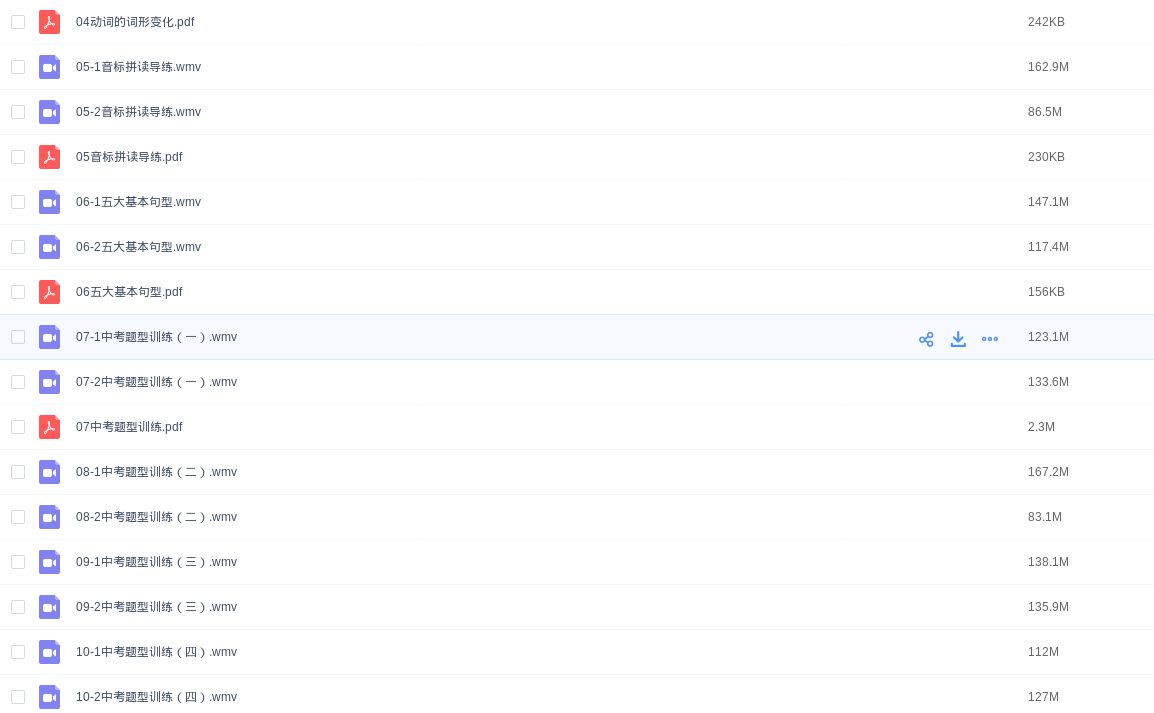 04动词的词形变化.pdf 242KB
05-1音标拼读导练.wmv 162.9M
05-2音标拼读导练.wmv 86.5M
05音标拼读导练.pdf 230KB
06-1五大基本句型.wmv 147.1M
06-2五大基本句型.wmv 117.4M
06五大基本句型.pdf 156KB
07-1中考题型训练（一）.wmv 123.1M
07-2中考题型训练（一）.wmv 133.6M
07中考题型训练.pdf 2.3M
08-1中考题型训练（二）.wmv 167.2M
08-2中考题型训练（二）.wmv 83.1M
09-1中考题型训练（三）.wmv 138.1M
09-2中考题型训练（三）.wmv 135.9M
10-1中考题型训练（四）.wmv 112M
10-2中考题型训练（四）.wmv 127M